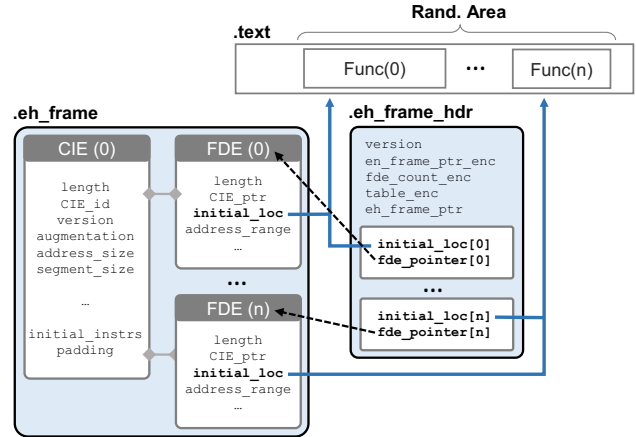 Rand. Area
.text
Func(0)
...
Func(n)
.eh_frame
CIE (0)
length
CIE_id
version
augmentation
address_size
segment_size
...
initial_instrs
padding
FDE (0)
length
CIE_ptr
initial_loc
address_range
...
...
FDE (n)
length
CIE_ptr
initial_loc
address_range
...
.eh_frame_hdr
version
en_frame_ptr_enc
fde_count_enc
table_enc
eh_frame_ptr
initial_loc[0]
fde_pointer[0]
...
initial_loc[n]
fde_pointer[n]